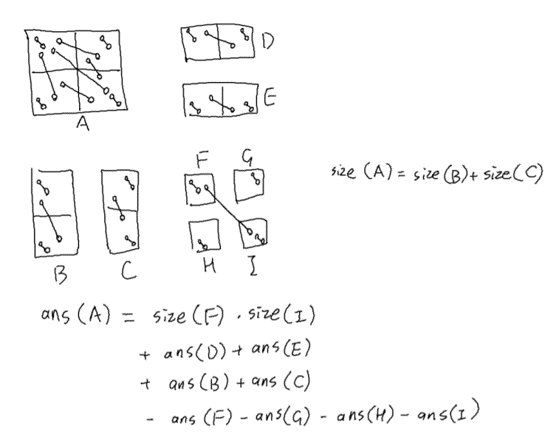 A
D
E
F G
size (A) = size (B) + size (C)
B C H I
ans (A) = size (F) · size (I)
+ ans (D) + ans (E)
+ ans (B) + ans (C)
- ans (F) - ans (G) - ans (H) - ans (I)